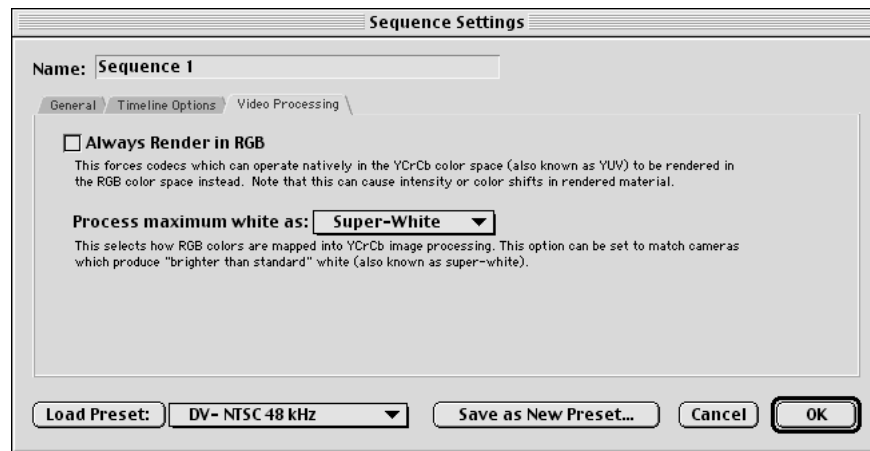 Sequence Settings
Name: Sequence 1
General Timeline Options Video Processing
Always Render in RGB
This forces codecs which can operate natively in the YCrCb color space (also known as YUV) to be rendered in
the RGB color space instead. Note that this can cause intensity or color shifts in rendered material.
Process maximum white as: Super-White
This selects how RGB colors are mapped into YCrCb image processing. This option can be set to match cameras
which produce "brighter than standard" white (also known as super-white).
Load Preset: DV- NTSC 48 kHz Save as New Preset... Cancel OK